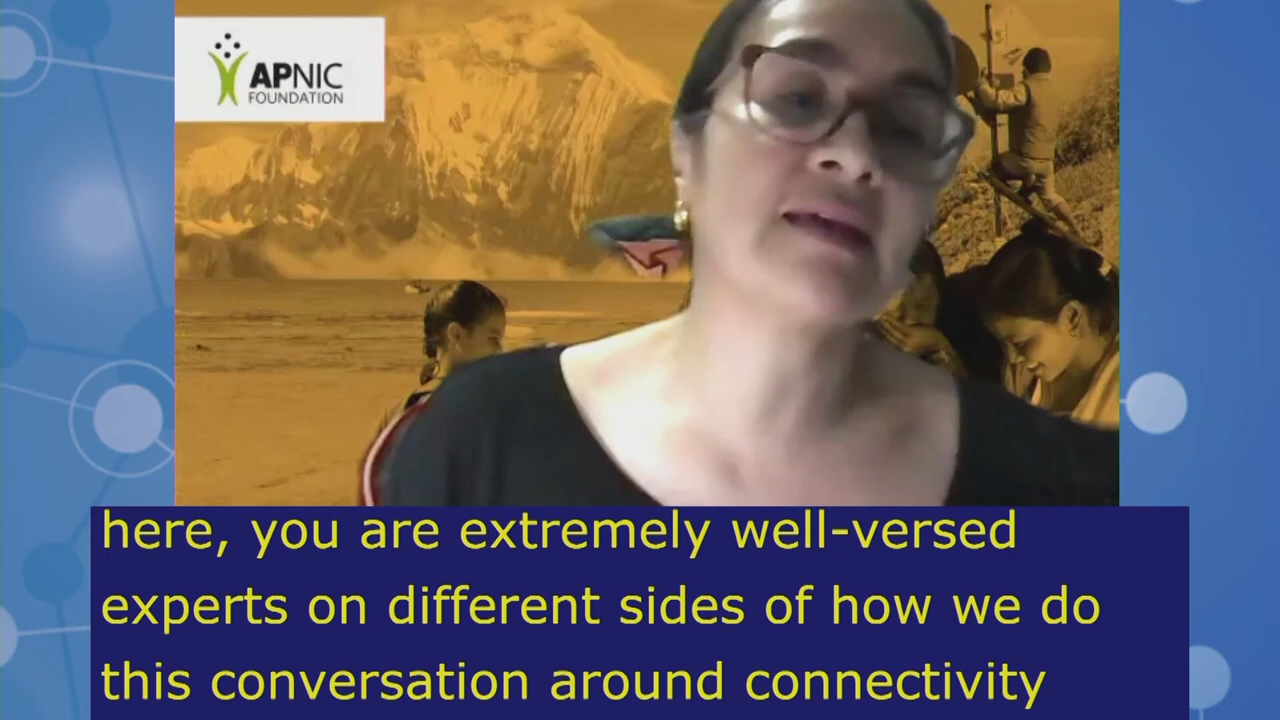 APNIC
FOUNDATION
here, you are extremely well-versed
experts on different sides of how we do
this conversation around connectivity